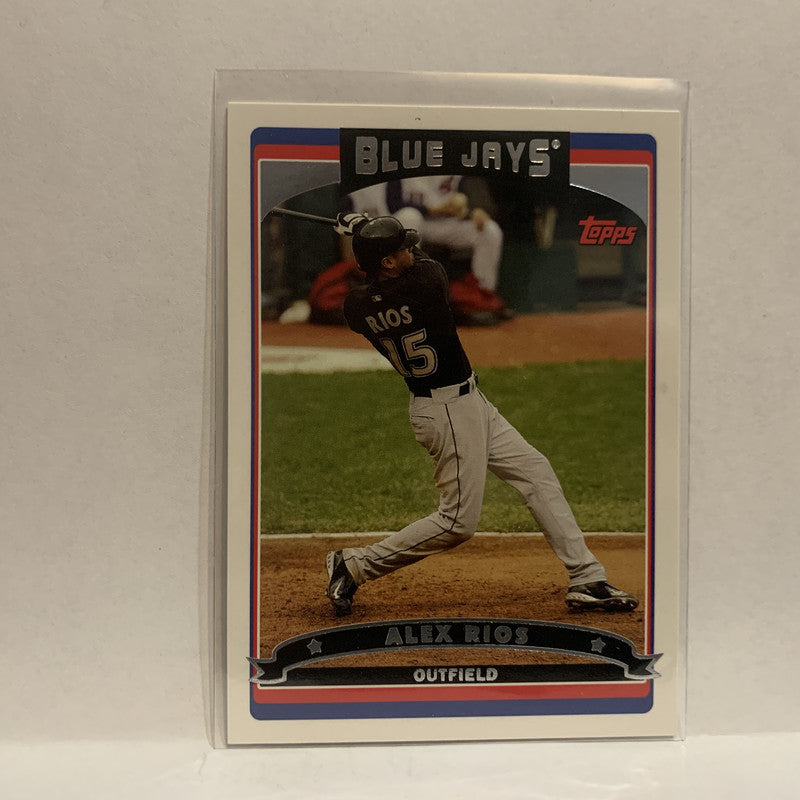 BLUE JAYS®
topps
RIOS
15
ALEX RIOS
OUTFIELD